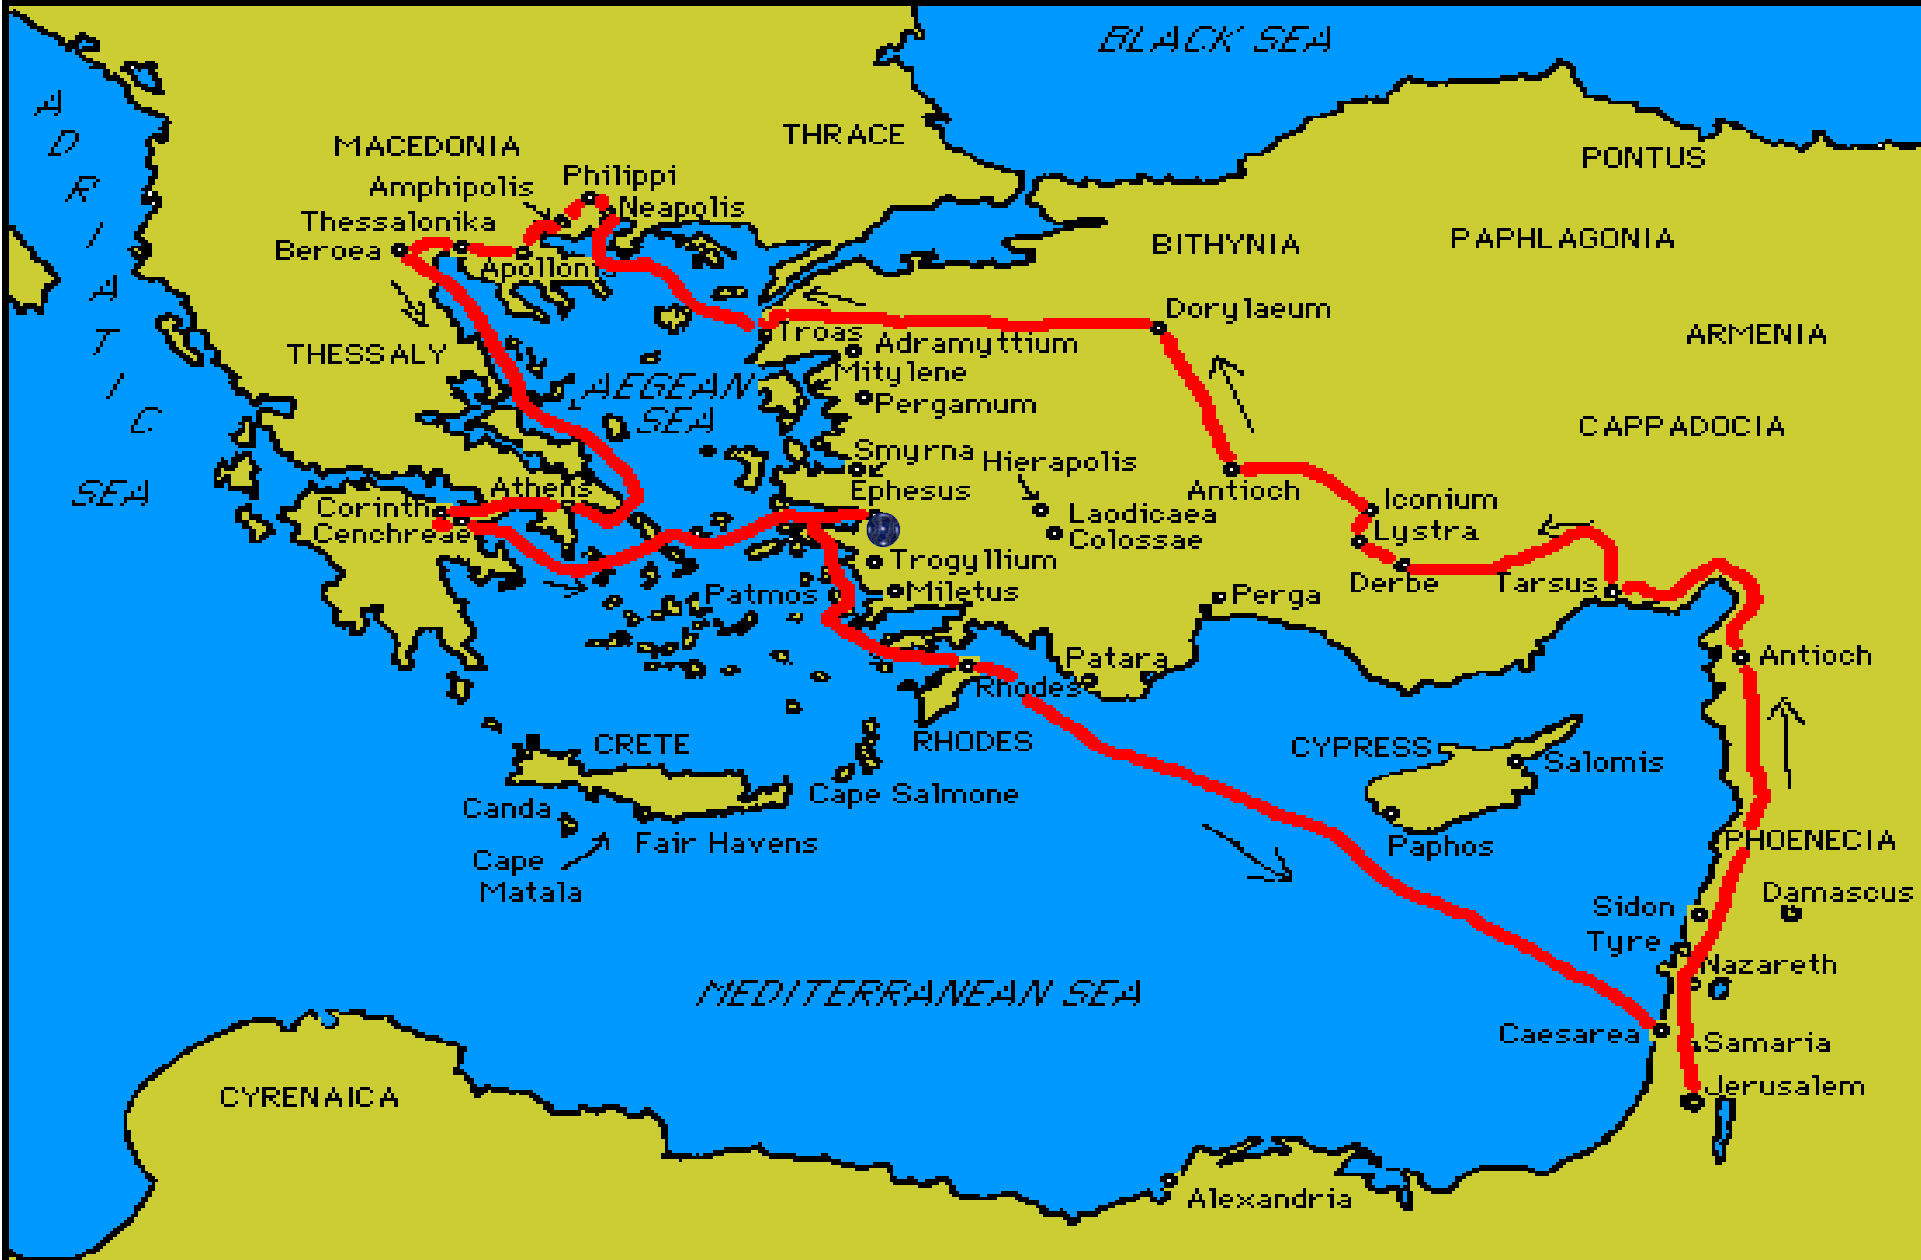 BLACK SEA
ADRIATIC
SEA
MACEDONIA
THRACE
PONTUS
Amphipolis
Philippi
Neapolis
Thessalonika
Beroea
Apollonia
BITHYNIA
PAPHLAGONIA
Dorylaeum
ARMENIA
THESSALY
Troas
Adramyttium
Mitylene
AEGEAN
SEA
Pergamum
CAPPADOCIA
Smyrna
Hierapolis
Ephesus
Athens
Antioch
Iconium
Corinth
Laodicaea
Lystra
Cenchreae
Colossae
Trogyllium
Derbe
Tarsus
Patmos
Miletus
Perga
Patara
Antioch
Rhodes
RHODES
CRETE
CYPRESS
Salomis
Canda
Cape Salmone
Fair Havens
Cape
Matala
Paphos
PHOENECIA
Damascus
Sidon
Tyre
Nazareth
MEDITERRANEAN SEA
Caesarea
Samaria
Jerusalem
CYRENAICA
Alexandria